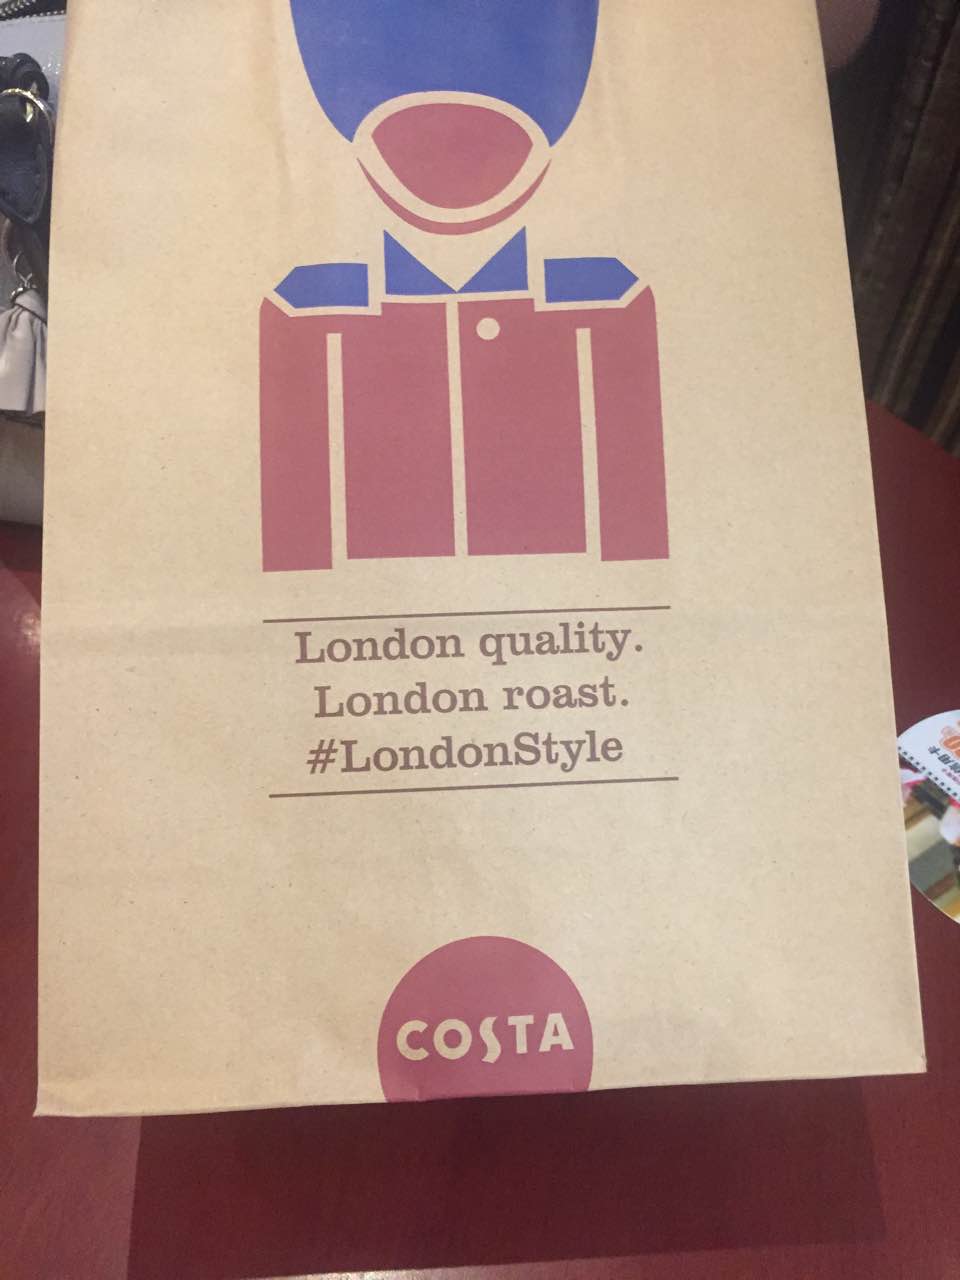 London quality.
London roast.
#LondonStyle
COSTA